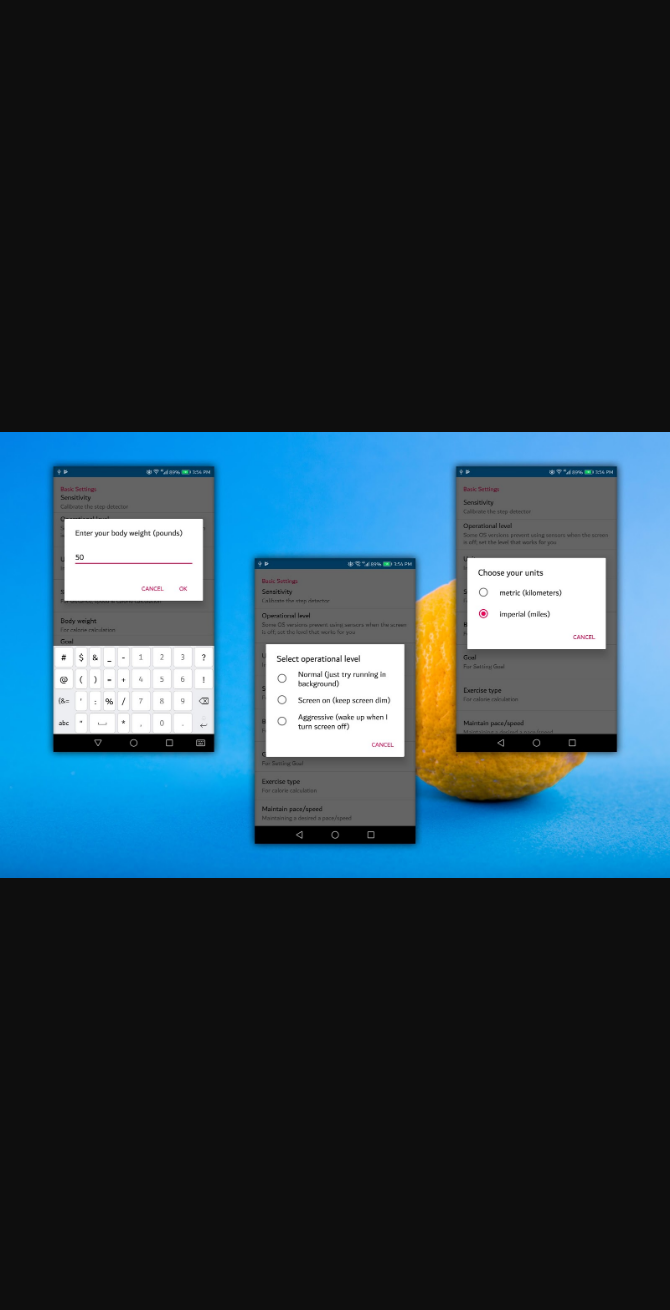 89% 1:56 PM
Basic Settings
Sensitivity
Calibrate the step detector
Enter your body weight (pounds)
50
CANCEL OK
Body weight
For calorie calculation
Goal
# $ & _ - 1 2 3 ?
@ ( ) = + 4 5 6 !
{&= ' : % / 7 8 9
abc " * , 0 .
89% 1:56 PM
Basic Settings
Sensitivity
Calibrate the step detector
Operational level
Some OS versions prevent using sensors when the screen
is off, set the level that works for you
Select operational level
Normal (just try running in
background)
Screen on (keep screen dim)
Aggressive (wake up when I
turn screen off)
CANCEL
For Setting Goal
Exercise type
For calorie calculation
Maintain pace/speed
Maintaining a desired a pace/speed
89% 1:56 PM
Basic Settings
Sensitivity
Calibrate the step detector
Operational level
Some OS versions prevent using sensors when the screen
is off, set the level that works for you
Choose your units
metric (kilometers)
imperial (miles)
CANCEL
Goal
For Setting Goal
Exercise type
For calorie calculation
Maintain pace/speed